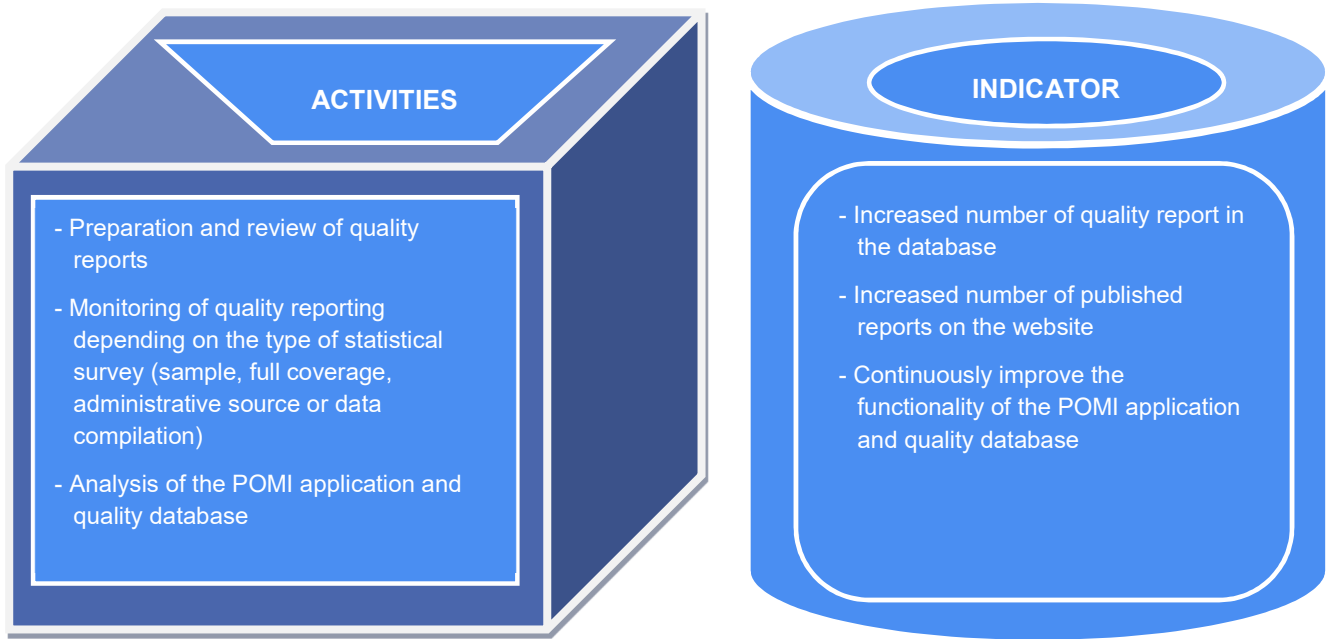 ACTIVITIES
- Preparation and review of quality
reports
- Monitoring of quality reporting
depending on the type of statistical
survey (sample, full coverage,
administrative source or data
compilation)
- Analysis of the POMI application and
quality database
INDICATOR
- Increased number of quality report in
the database
- Increased number of published
reports on the website
- Continuously improve the
functionality of the POMI application
and quality database